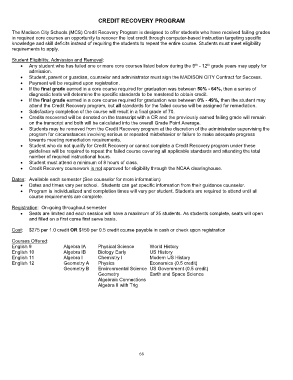 CREDIT RECOVERY PROGRAM
The Madison City Schools (MCS) Credit Recovery Program is designed to offer students who have received failing grades
in required core courses an opportunity to recover the lost credit through computer-based instruction targeting specific
knowledge and skill deficits instead of requiring the students to repeat the entire course. Students must meet eligibility
requirements to apply.
Student Eligibility, Admission and Removal:
• Any student who has failed one or more core courses listed below during the 9th - 12th grade years may apply for
admission.
• Student, parent or guardian, counselor and administrator must sign the MADISON CITY Contract for Success.
• Payment will be required upon registration.
• If the final grade earned in a core course required for graduation was between 50% - 64%, then a series of
diagnostic tests will determine the specific standards to be mastered to obtain credit.
• If the final grade earned in a core course required for graduation was between 0% - 49%, then the student may
attend the Credit Recovery program, but all standards for the failed course will be assigned for remediation.
• Satisfactory completion of the course will result in a final grade of 70.
• Credits recovered will be denoted on the transcript with a CR and the previously earned failing grade will remain
on the transcript and both will be calculated into the overall Grade Point Average.
• Students may be removed from the Credit Recovery program at the discretion of the administrator supervising the
program for circumstances involving serious or repeated misbehavior or failure to make adequate progress
towards meeting remediation requirements.
• Student who do not qualify for Credit Recovery or cannot complete a Credit Recovery program under these
guidelines will be required to repeat the failed course covering all applicable standards and attending the total
number of required instructional hours.
• Student must attend a minimum of 8 hours of class.
• Credit Recovery coursework is not approved for eligibility through the NCAA clearinghouse.
Dates: Available each semester (See counselor for more information)
• Dates and times vary per school. Students can get specific information from their guidance counselor.
• Program is individualized and completion times will vary per student. Students are required to attend until all
course requirements are complete.
Registration: On-going throughout semester
• Seats are limited and each session will have a maximum of 25 students. As students complete, seats will open
and filled on a first come first serve basis.
Cost: $275 per 1.0 credit OR $150 per 0.5 credit course payable in cash or check upon registration
Courses Offered:
English 9 Algebra IA Physical Science World History
English 10 Algebra IB Biology Early US History
English 11 Algebra I Chemistry I Modern US History
English 12 Geometry A Physics Economics (0.5 credit)
Geometry B Environmental Science US Government (0.5 credit)
Geometry Earth and Space Science
Algebraic Connections
Algebra II with Trig